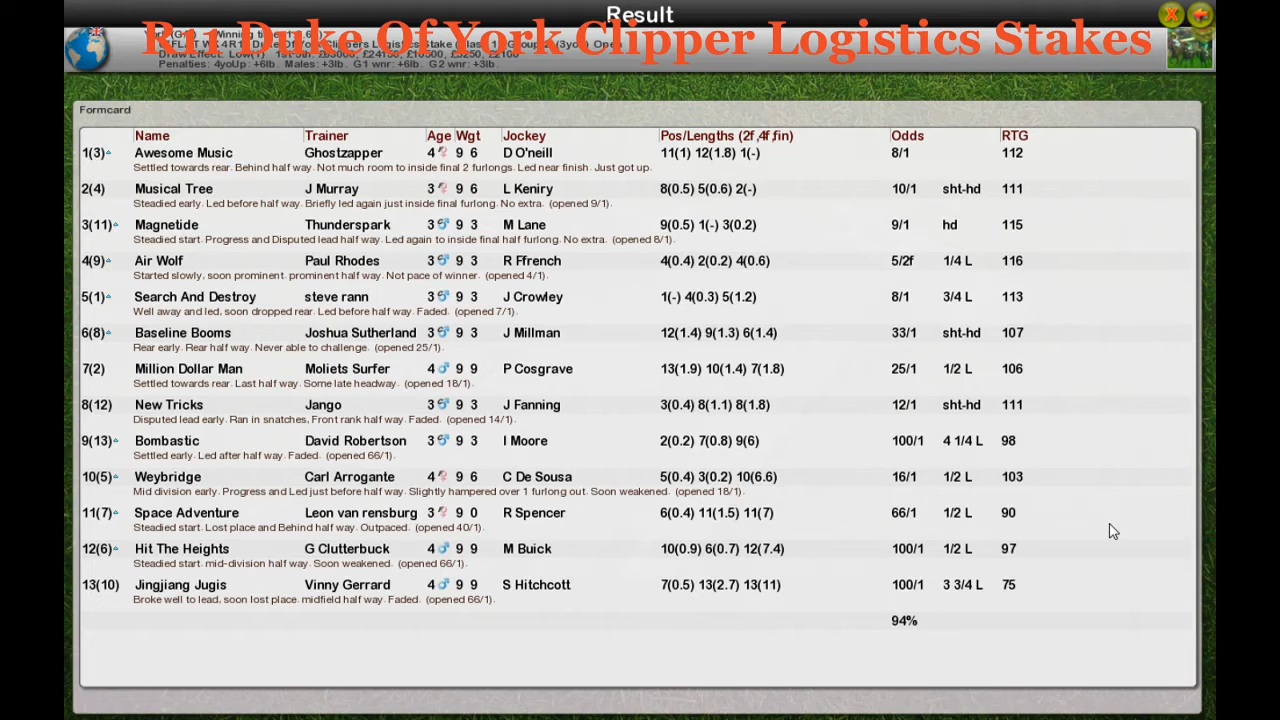 Result
R1 Duke Of York Clipper Logistics Stakes
Penalties: 4yoUp: +6lb. Males: +3lb. G1 wnr: +6lb. G2 wnr: +3lb.
Formcard
Name Trainer Age Wgt Jockey Pos/Lengths (2f,4f,fin) Odds RTG
1(3) Awesome Music Ghostzapper 4 9 6 D O'neill 11(1) 12(1.8) 1(-) 8/1 112
Settled towards rear. Behind half way. Not much room to inside final 2 furlongs. Led near finish. Just got up.
2(4) Musical Tree J Murray 3 9 6 L Keniry 8(0.5) 5(0.6) 2(-) 10/1 sht-hd 111
Steadied early. Led before half way. Briefly led again just inside final furlong. No extra. (opened 9/1).
3(11) Magnetide Thunderspark 3 9 3 M Lane 9(0.5) 1(-) 3(0.2) 9/1 hd 115
Steadied start. Progress and Disputed lead half way. Led again to inside final half furlong. No extra. (opened 8/1).
4(9) Air Wolf Paul Rhodes 3 9 3 R Ffrench 4(0.4) 2(0.2) 4(0.6) 5/2f 1/4 L 116
Started slowly, soon prominent. prominent half way. Not pace of winner. (opened 4/1).
5(1) Search And Destroy steve rann 3 9 3 J Crowley 1(-) 4(0.3) 5(1.2) 8/1 3/4 L 113
Well away and led, soon dropped rear. Led before half way. Faded. (opened 7/1).
6(8) Baseline Booms Joshua Sutherland 3 9 3 J Millman 12(1.4) 9(1.3) 6(1.4) 33/1 sht-hd 107
Rear early. Rear half way. Never able to challenge. (opened 25/1).
7(2) Million Dollar Man Moliets Surfer 4 9 9 P Cosgrave 13(1.9) 10(1.4) 7(1.8) 25/1 1/2 L 106
Settled towards rear. Last half way. Some late headway. (opened 18/1).
8(12) New Tricks Jango 3 9 3 J Fanning 3(0.4) 8(1.1) 8(1.8) 12/1 sht-hd 111
Disputed lead early. Ran in snatches, Front rank half way. Faded. (opened 14/1).
9(13) Bombastic David Robertson 3 9 3 I Moore 2(0.2) 7(0.8) 9(6) 100/1 4 1/4 L 98
Settled early. Led after half way. Faded. (opened 66/1).
10(5) Weybridge Carl Arrogante 4 9 6 C De Sousa 5(0.4) 3(0.2) 10(6.6) 16/1 1/2 L 103
Mid division early. Progress and Led just before half way. Slightly hampered over 1 furlong out. Soon weakened. (opened 18/1).
11(7) Space Adventure Leon van rensburg 3 9 0 R Spencer 6(0.4) 11(1.5) 11(7) 66/1 1/2 L 90
Steadied start. Lost place and Behind half way. Outpaced. (opened 40/1).
12(6) Hit The Heights G Clutterbuck 4 9 9 M Buick 10(0.9) 6(0.7) 12(7.4) 100/1 1/2 L 97
Steadied start. mid-division half way. Soon weakened. (opened 66/1).
13(10) Jingjiang Jugis Vinny Gerrard 4 9 9 S Hitchcott 7(0.5) 13(2.7) 13(11) 100/1 3 3/4 L 75
Broke well to lead, soon lost place. midfield half way. Faded. (opened 66/1).
94%